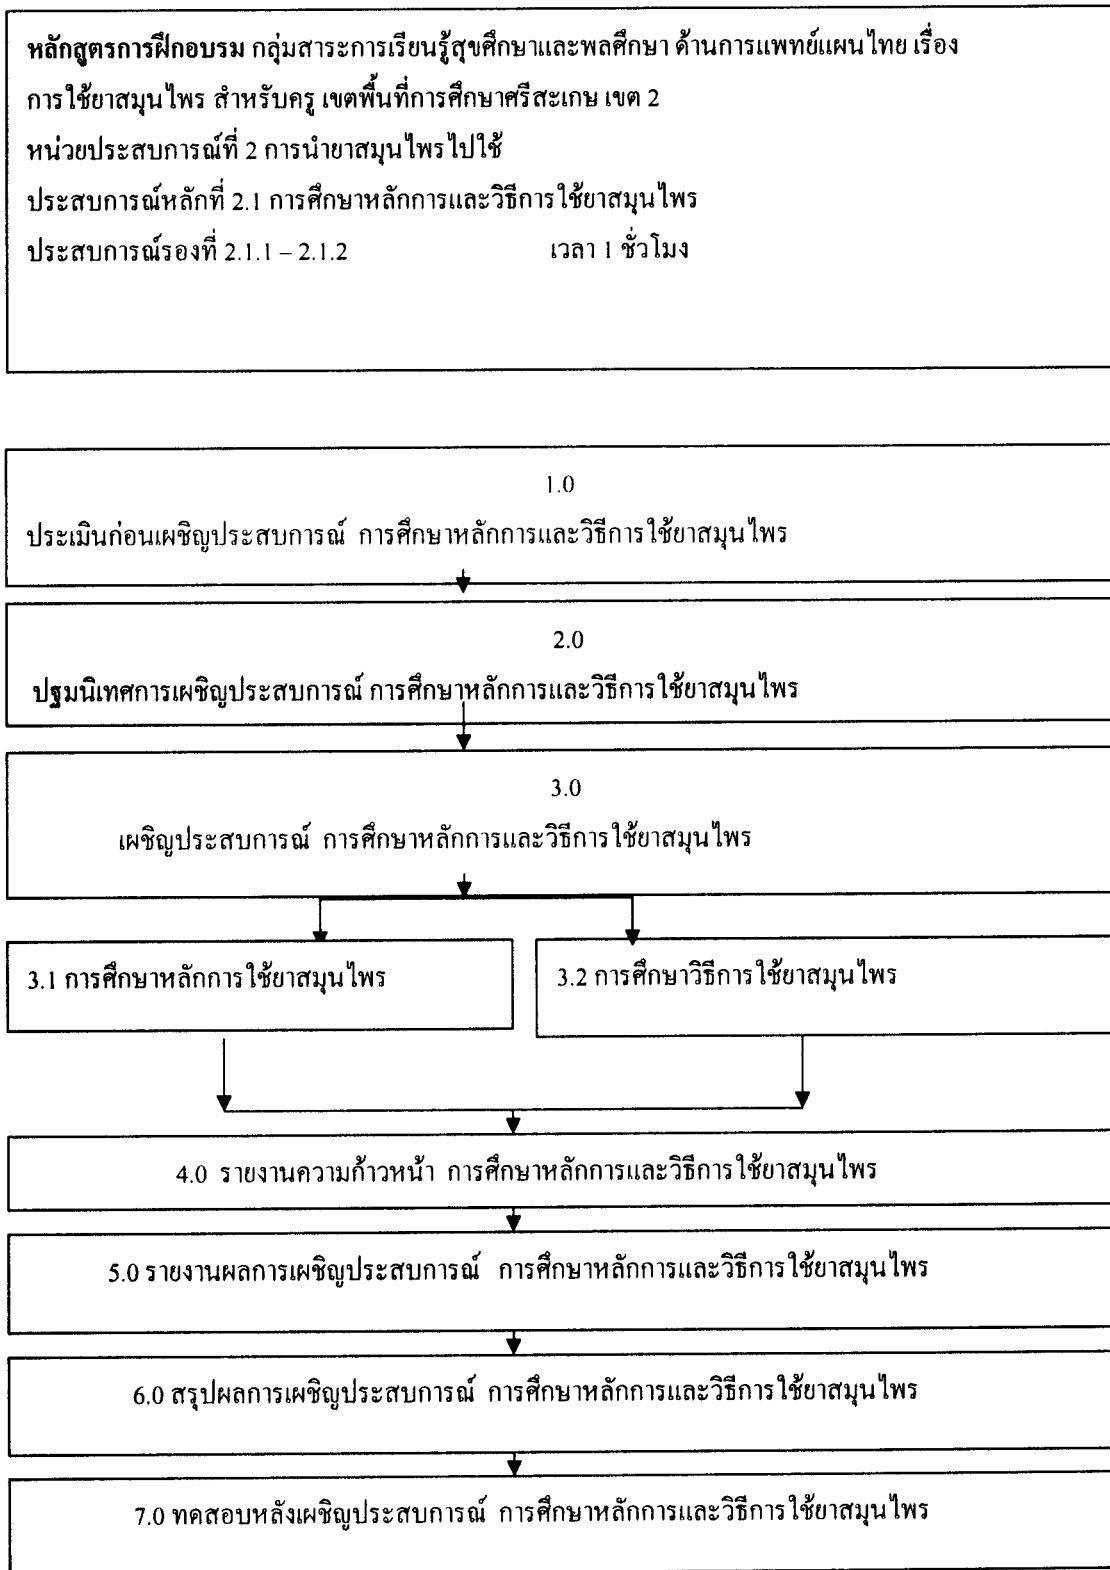 หลักสูตรการฝึกอบรม กลุ่มสาระการเรียนรู้สุขศึกษาและพลศึกษา ด้านการแพทย์แผนไทย เรื่อง
การใช้ยาสมุนไพร สำหรับครู เขตพื้นที่การศึกษาศรีสะเกษ เขต 2
หน่วยประสบการณ์ที่ 2 การนำยาสมุนไพรไปใช้
ประสบการณ์หลักที่ 2.1 การศึกษาหลักการและวิธีการใช้ยาสมุนไพร
ประสบการณ์รองที่ 2.1.1 – 2.1.2 เวลา 1 ชั่วโมง
1.0
ประเมินก่อนเผชิญประสบการณ์ การศึกษาหลักการและวิธีการใช้ยาสมุนไพร
2.0
ปฐมนิเทศการเผชิญประสบการณ์ การศึกษาหลักการและวิธีการใช้ยาสมุนไพร
3.0
เผชิญประสบการณ์ การศึกษาหลักการและวิธีการใช้ยาสมุนไพร
3.1 การศึกษาหลักการใช้ยาสมุนไพร
3.2 การศึกษาวิธีการใช้ยาสมุนไพร
4.0 รายงานความก้าวหน้า การศึกษาหลักการและวิธีการใช้ยาสมุนไพร
5.0 รายงานผลการเผชิญประสบการณ์ การศึกษาหลักการและวิธีการใช้ยาสมุนไพร
6.0 สรุปผลการเผชิญประสบการณ์ การศึกษาหลักการและวิธีการใช้ยาสมุนไพร
7.0 ทดสอบหลังเผชิญประสบการณ์ การศึกษาหลักการและวิธีการใช้ยาสมุนไพร